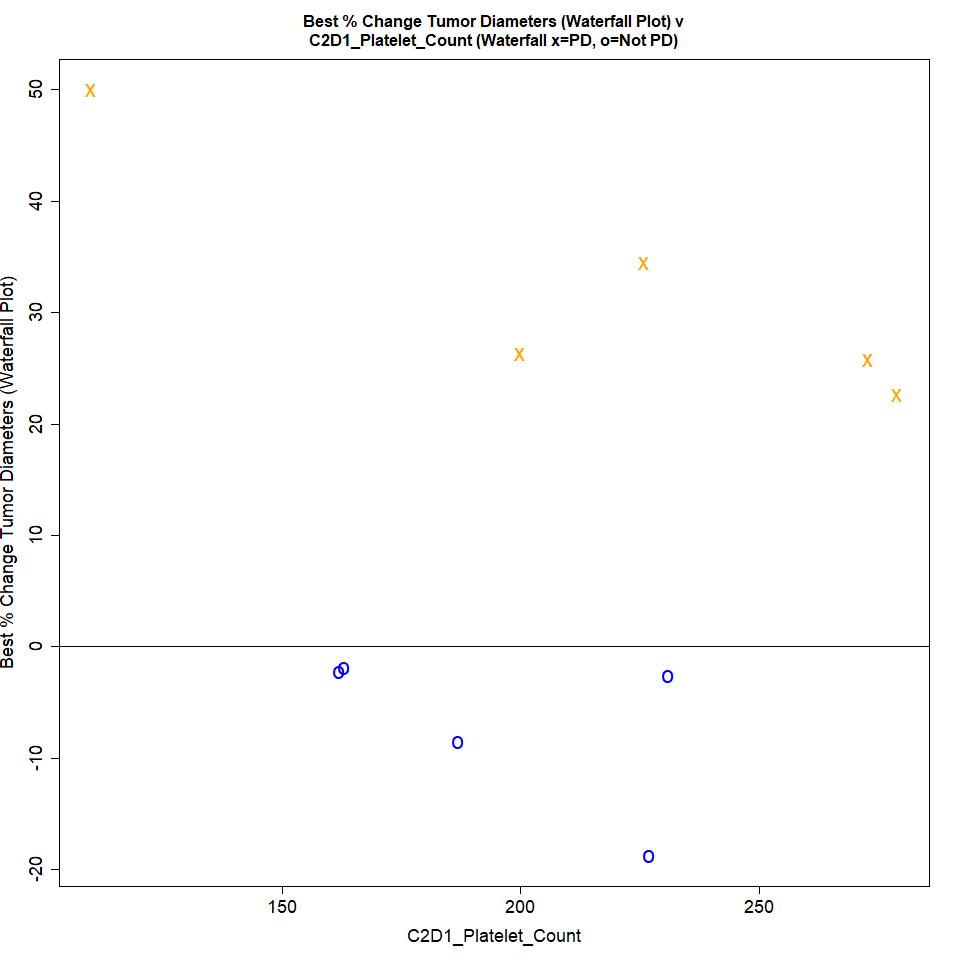 Best % Change Tumor Diameters (Waterfall Plot) v
C2D1_Platelet_Count (Waterfall x=PD, o=Not PD)
Best % Change Tumor Diameters (Waterfall Plot)
50
40
30
20
10
0
-10
-20
X
X
X
X
X
O
O
O
O
O
150
200
250
C2D1_Platelet_Count